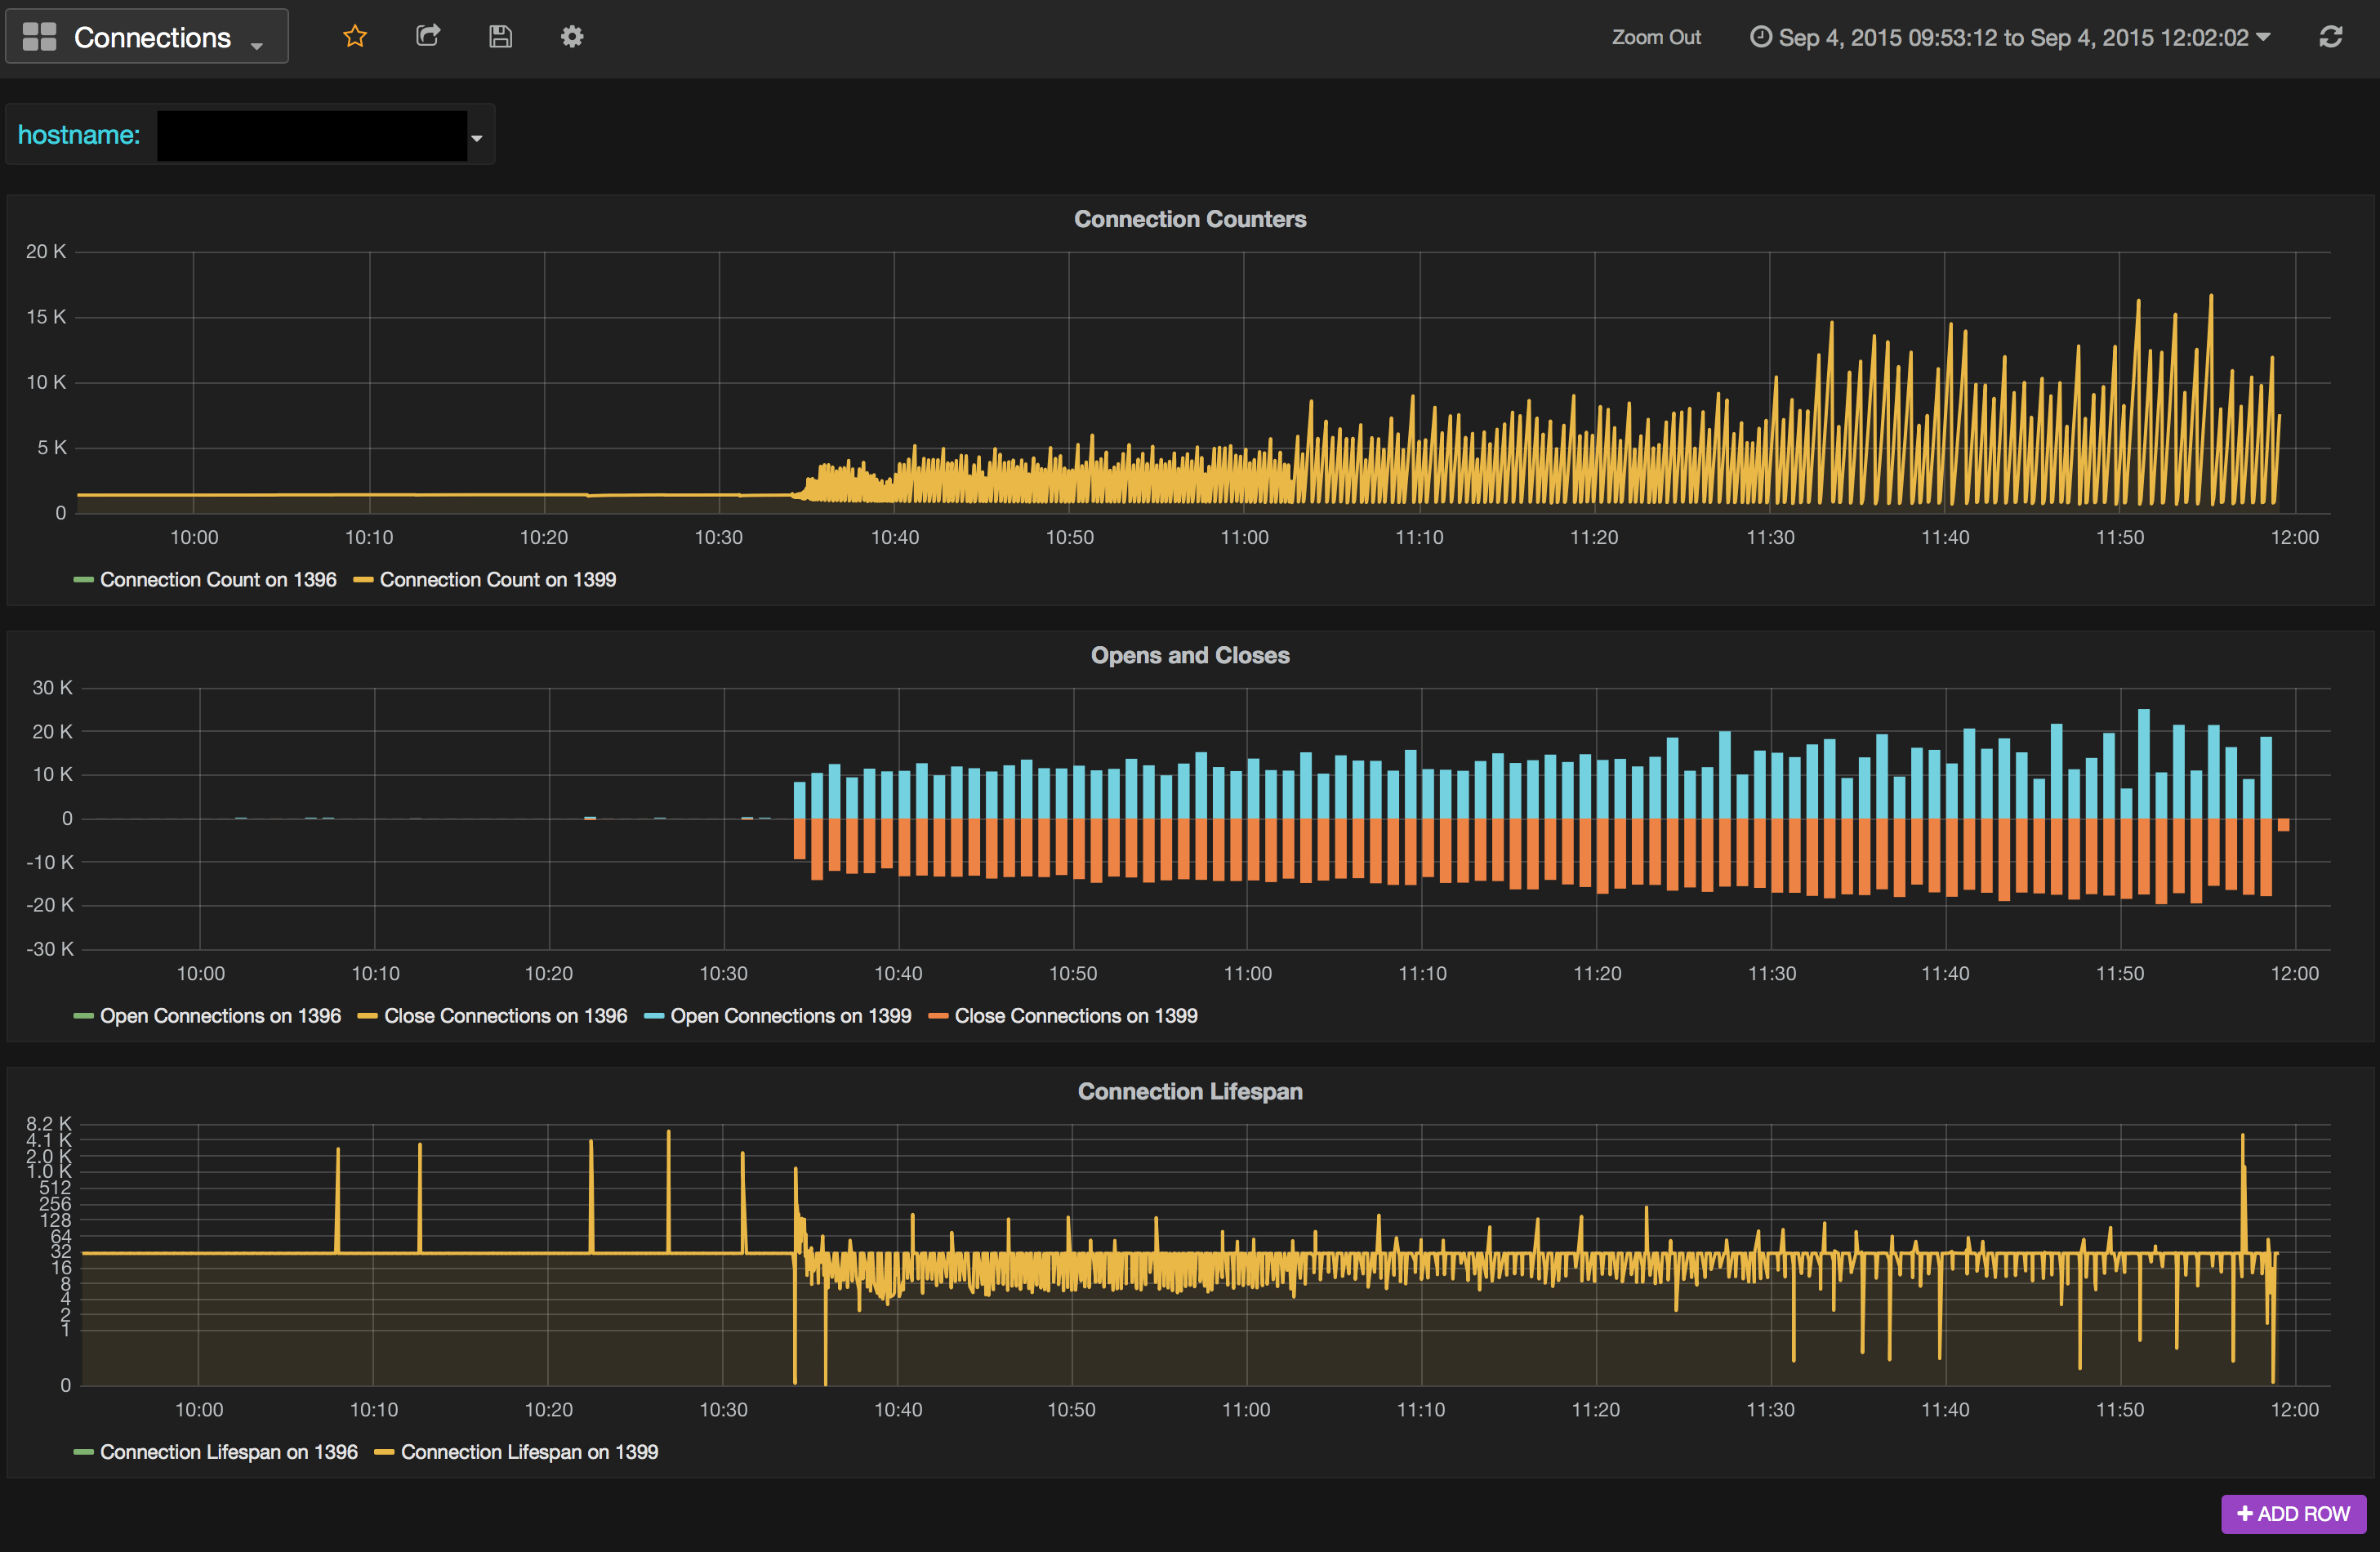 Connections
Zoom Out
Sep 4, 2015 09:53:12 to Sep 4, 2015 12:02:02
hostname:
Connection Counters
20 K
15 K
10 K
5 K
0
10:00 10:10 10:20 10:30 10:40 10:50 11:00 11:10 11:20 11:30 11:40 11:50 12:00
Connection Count on 1396 Connection Count on 1399
Opens and Closes
30 K
20 K
10 K
0
-10 K
-20 K
-30 K
10:00 10:10 10:20 10:30 10:40 10:50 11:00 11:10 11:20 11:30 11:40 11:50 12:00
Open Connections on 1396 Close Connections on 1396 Open Connections on 1399 Close Connections on 1399
Connection Lifespan
8.2 K
4.1 K
2.0 K
1.0 K
512
256
128
64
32
16
8
4
2
1
0
10:00 10:10 10:20 10:30 10:40 10:50 11:00 11:10 11:20 11:30 11:40 11:50 12:00
Connection Lifespan on 1396 Connection Lifespan on 1399
+ ADD ROW